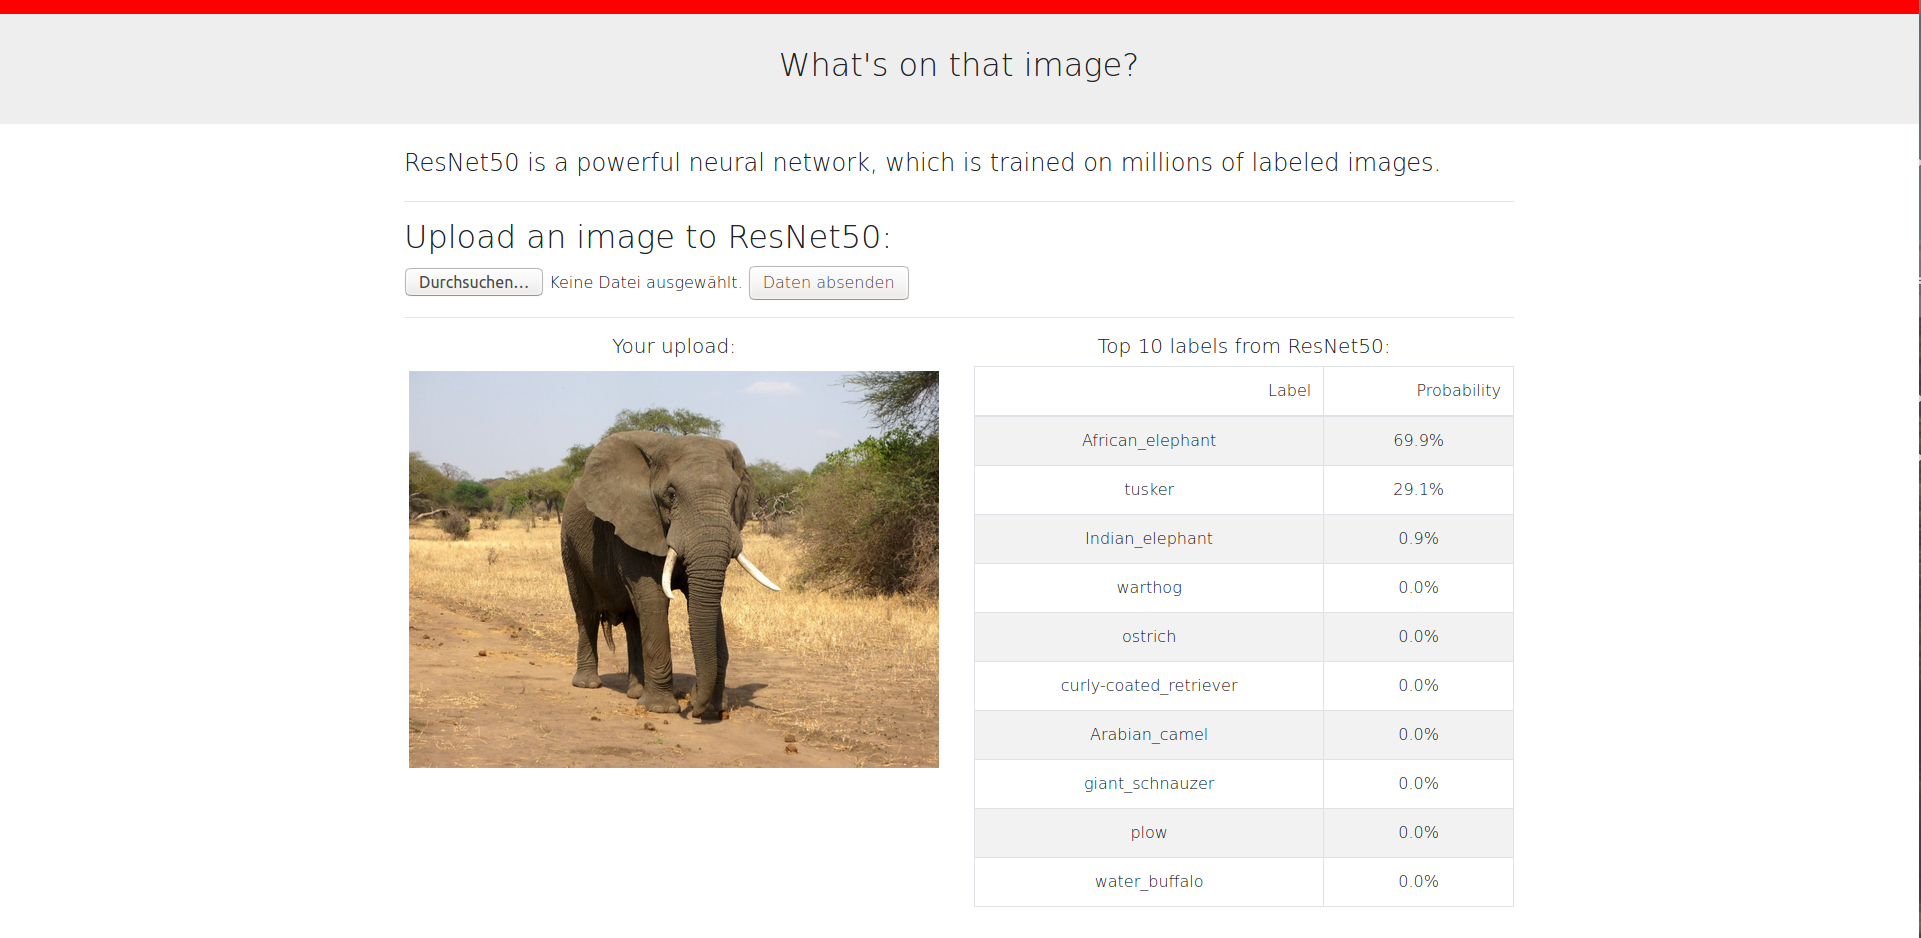 What's on that image?
ResNet50 is a powerful neural network, which is trained on millions of labeled images.
Upload an image to ResNet50:
Durchsuchen... Keine Datei ausgewählt. Daten absenden
Your upload:
Top 10 labels from ResNet50:
Label Probability
African_elephant 69.9%
tusker 29.1%
Indian_elephant 0.9%
warthog 0.0%
ostrich 0.0%
curly-coated_retriever 0.0%
Arabian_camel 0.0%
giant_schnauzer 0.0%
plow 0.0%
water_buffalo 0.0%